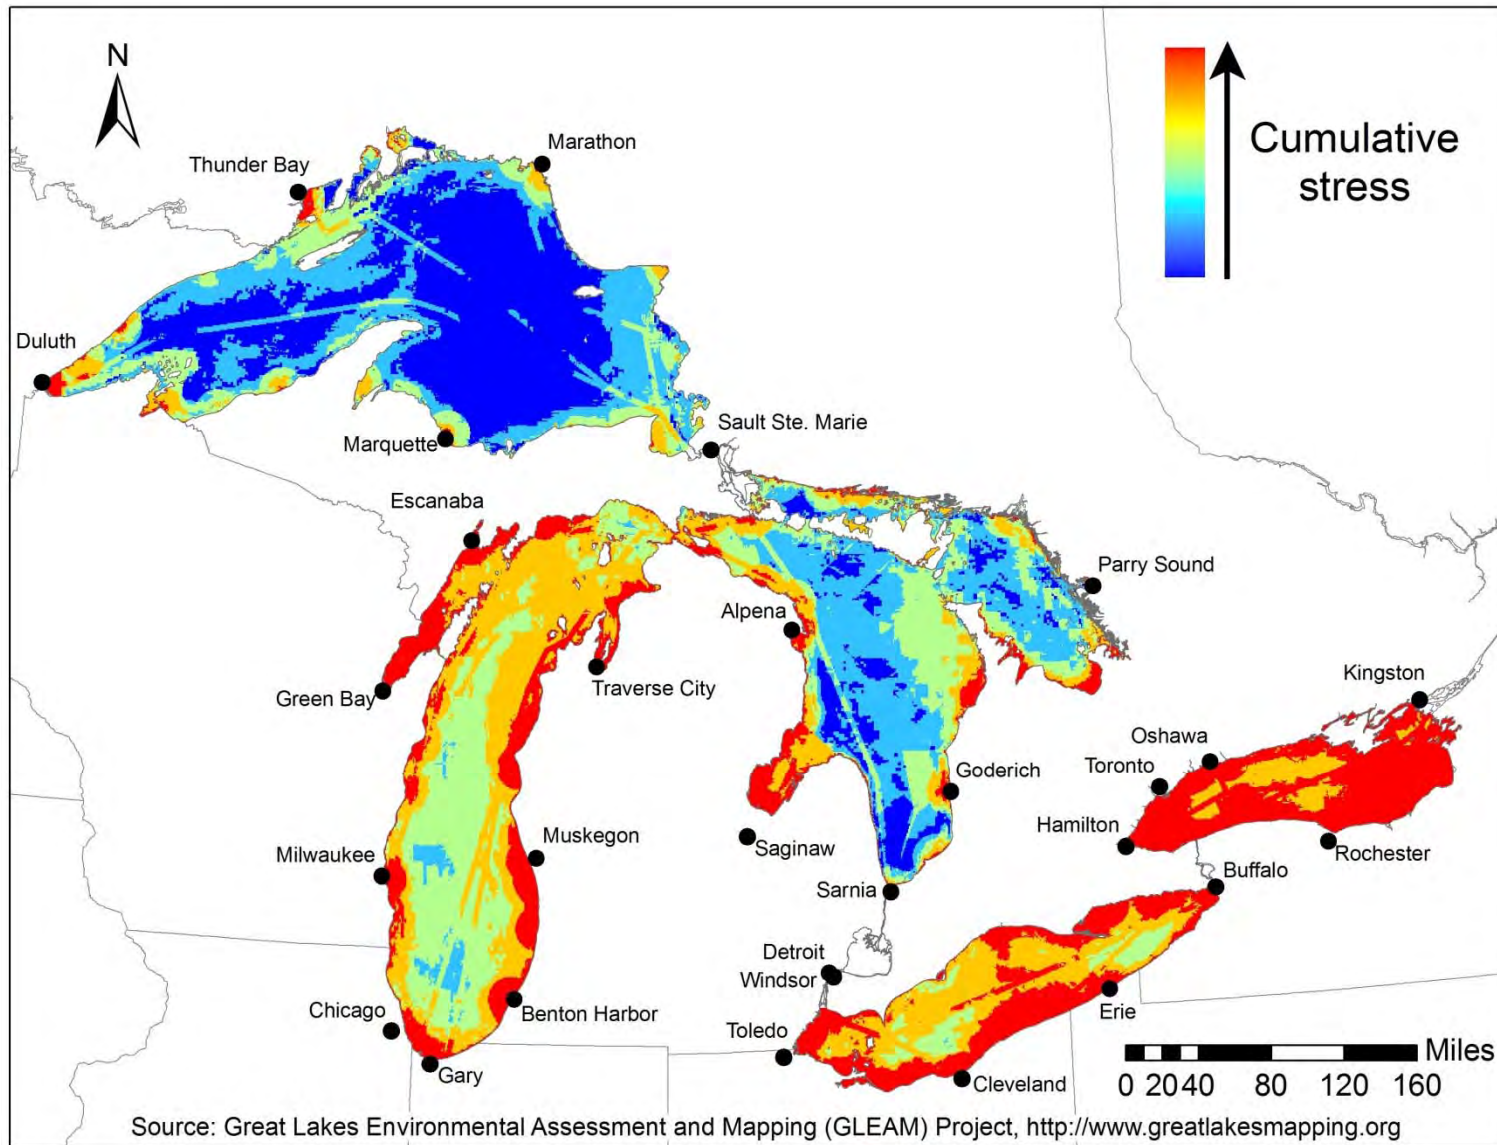 N
Cumulative
stress
Thunder Bay
Marathon
Duluth
Marquette
Sault Ste. Marie
Escanaba
Parry Sound
Alpena
Green Bay
Traverse City
Kingston
Oshawa
Toronto
Goderich
Hamilton
Rochester
Milwaukee
Muskegon
Saginaw
Buffalo
Sarnia
Detroit
Windsor
Chicago
Benton Harbor
Erie
Toledo
Gary
Cleveland
Miles
0 20 40 80 120 160
Source: Great Lakes Environmental Assessment and Mapping (GLEAM) Project, http://www.greatlakesmapping.org